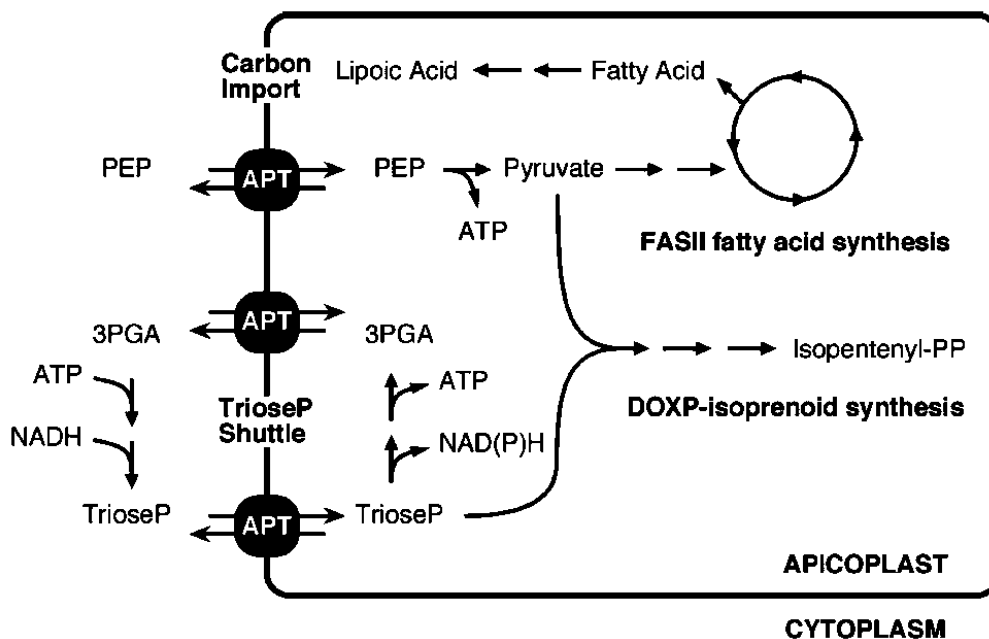 Carbon
Import
Lipoic Acid
Fatty Acid
PEP
APT
PEP
Pyruvate
ATP
FASII fatty acid synthesis
APT
3PGA
3PGA
Isopentenyl-PP
ATP
ATP
TrioseP
Shuttle
DOXP-isoprenoid synthesis
NADH
NAD(P)H
TrioseP
APT
TrioseP
APICOPLAST
CYTOPLASM